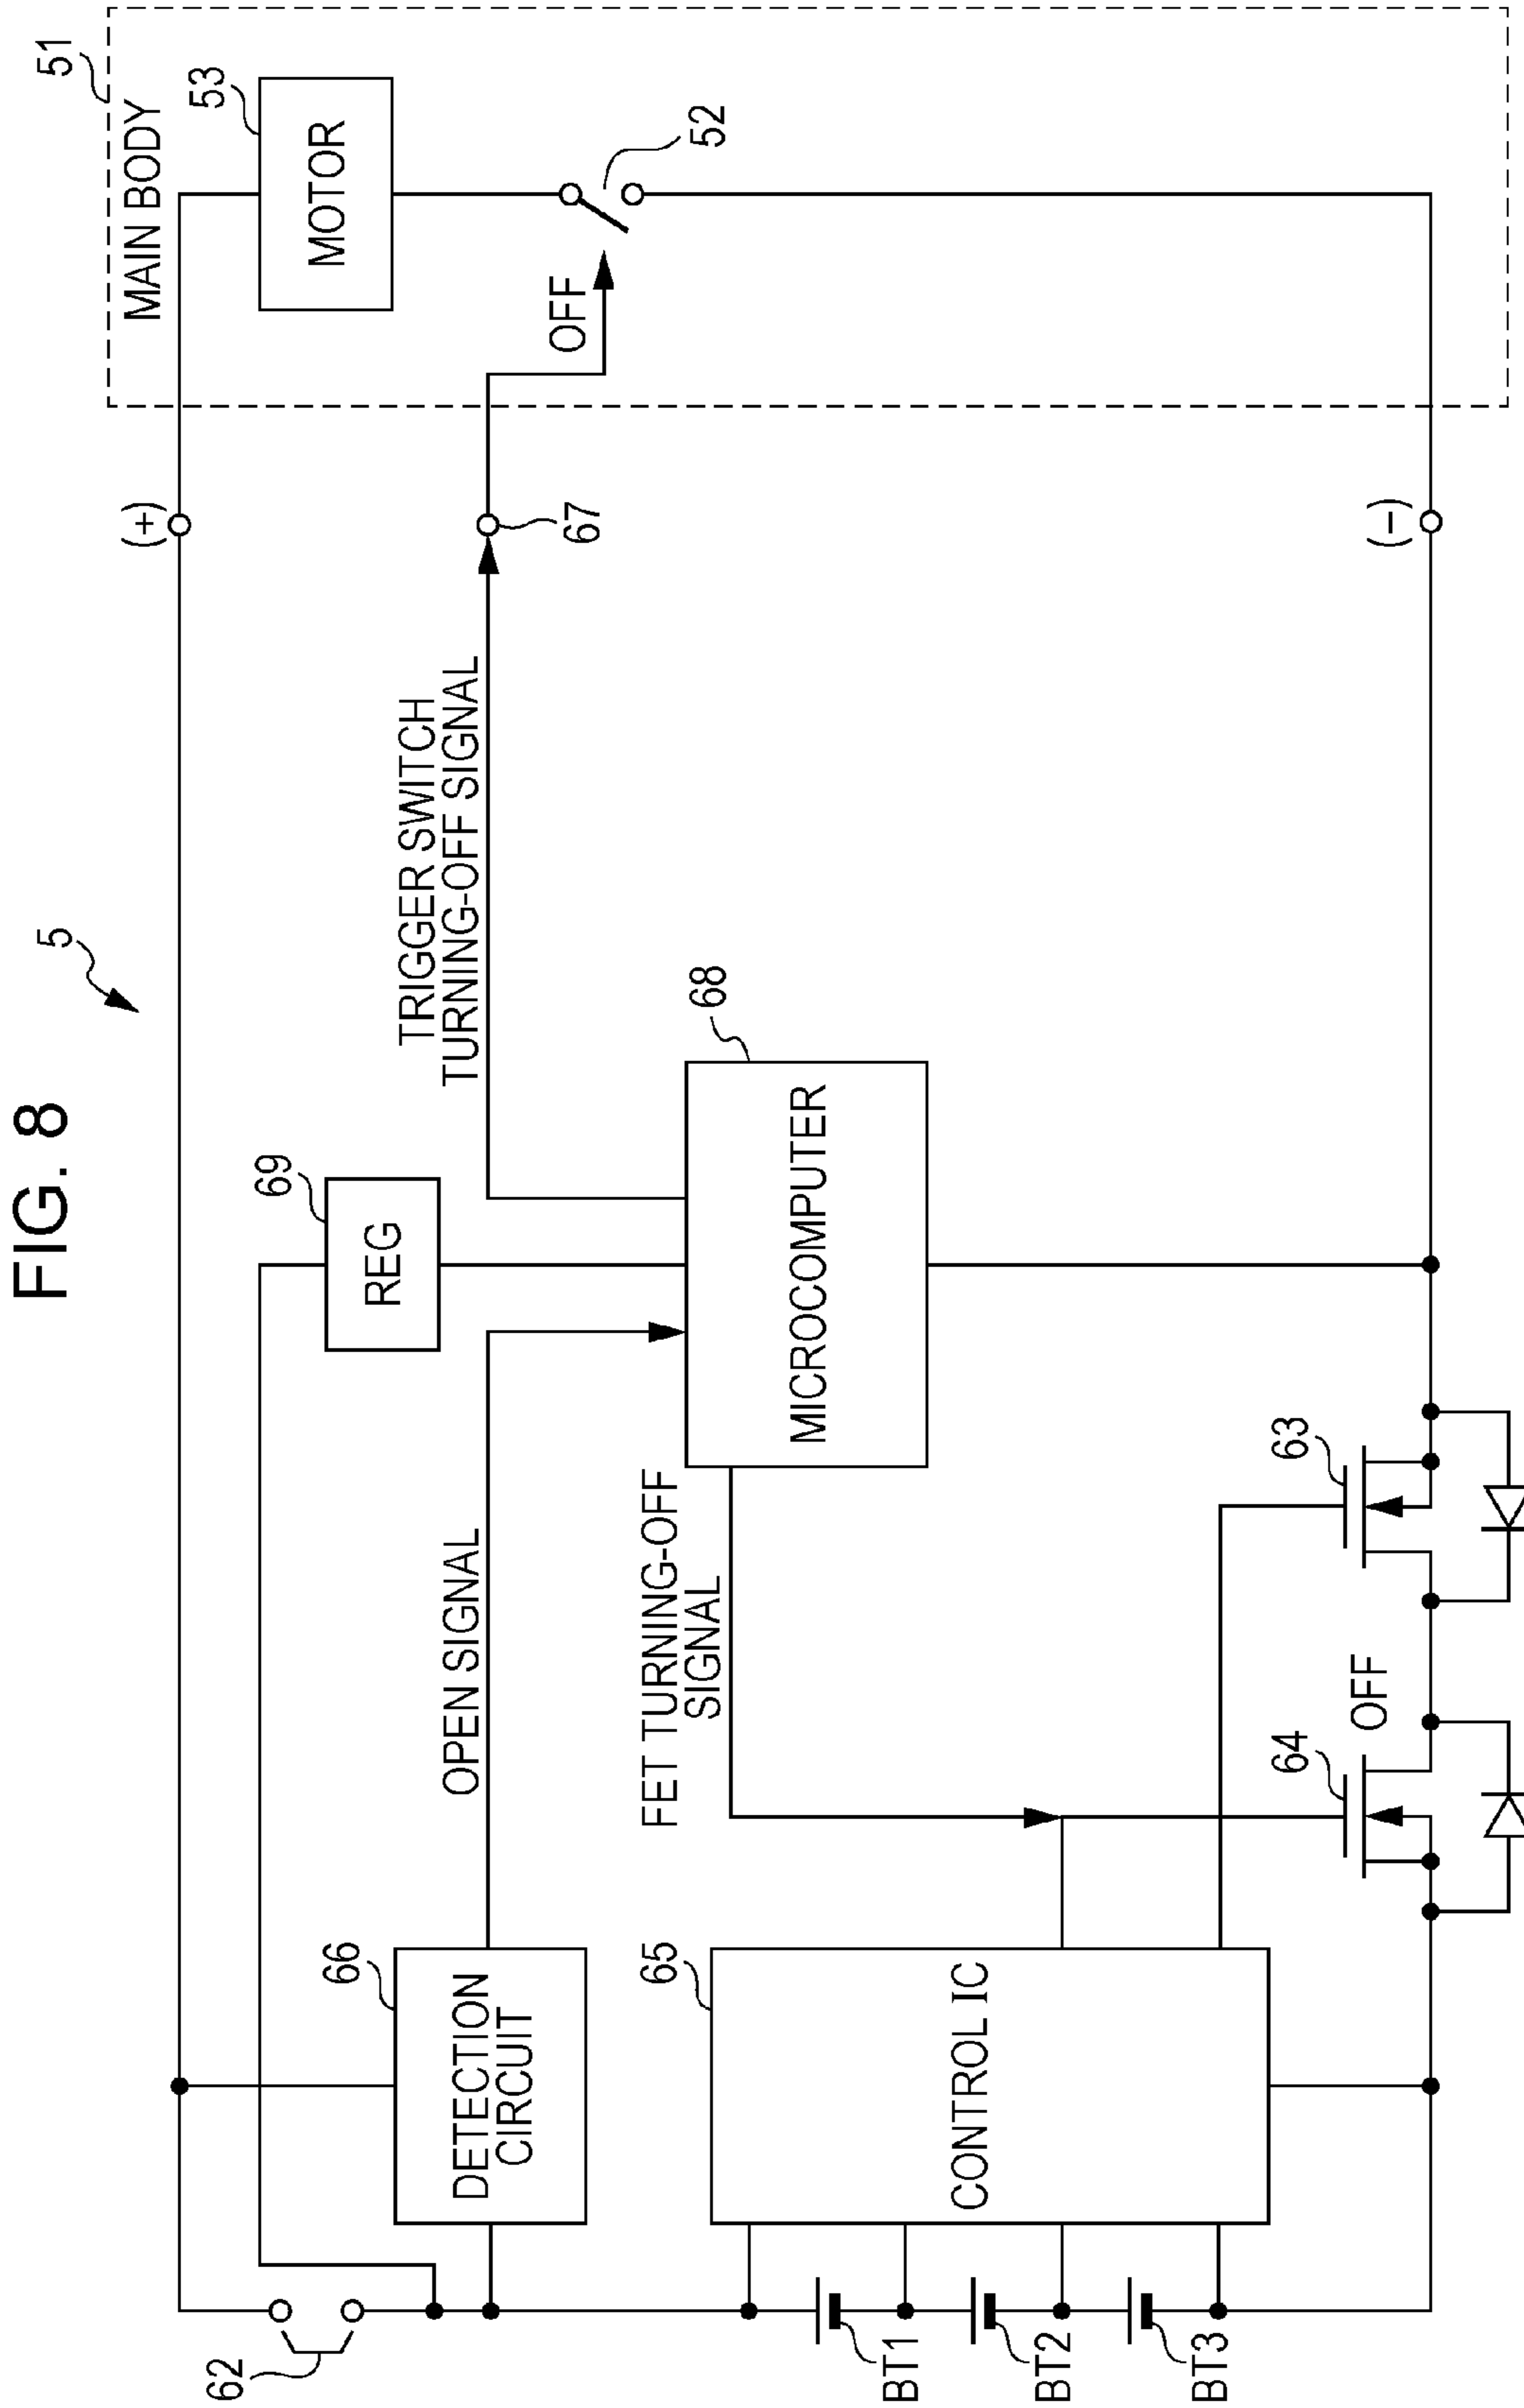 FIG. 8
5
51
MAIN BODY
53
MOTOR
52
OFF
(+)
67
(−)
TRIGGER SWITCH
TURNING-OFF SIGNAL
69
REG
68
MICROCOMPUTER
OPEN SIGNAL
FET TURNING-OFF
SIGNAL
63
64
OFF
66
DETECTION
CIRCUIT
65
CONTROL IC
62
BT1
BT2
BT3